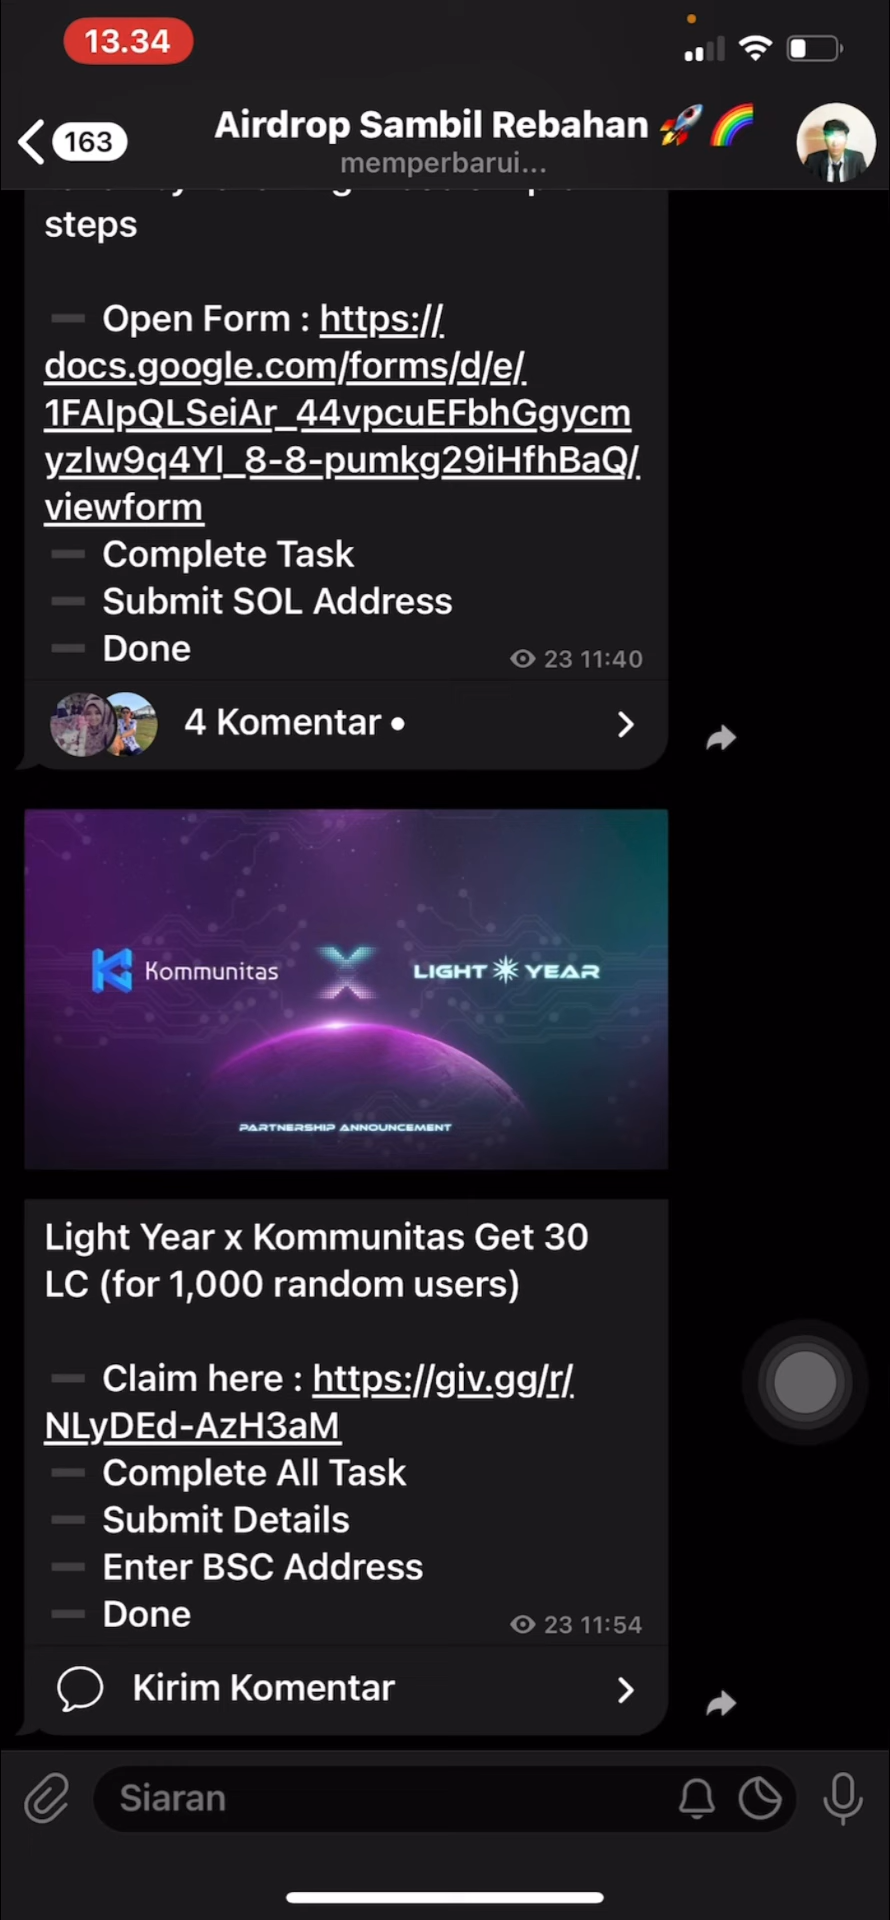 13.34
163
Airdrop Sambil Rebahan 🚀🌈
memperbarui...
steps
➖ Open Form : https://
docs.google.com/forms/d/e/
1FAIpQLSeiAr_44vpcuEFbhGgycm
yzIw9q4Yl_8-8-pumkg29iHfhBaQ/
viewform
➖ Complete Task
➖ Submit SOL Address
➖ Done
23 11:40
4 Komentar •
Kommunitas X LIGHT YEAR
PARTNERSHIP ANNOUNCEMENT
Light Year x Kommunitas Get 30
LC (for 1,000 random users)
➖ Claim here : https://giv.gg/r/
NLyDEd-AzH3aM
➖ Complete All Task
➖ Submit Details
➖ Enter BSC Address
➖ Done
23 11:54
Kirim Komentar
Siaran